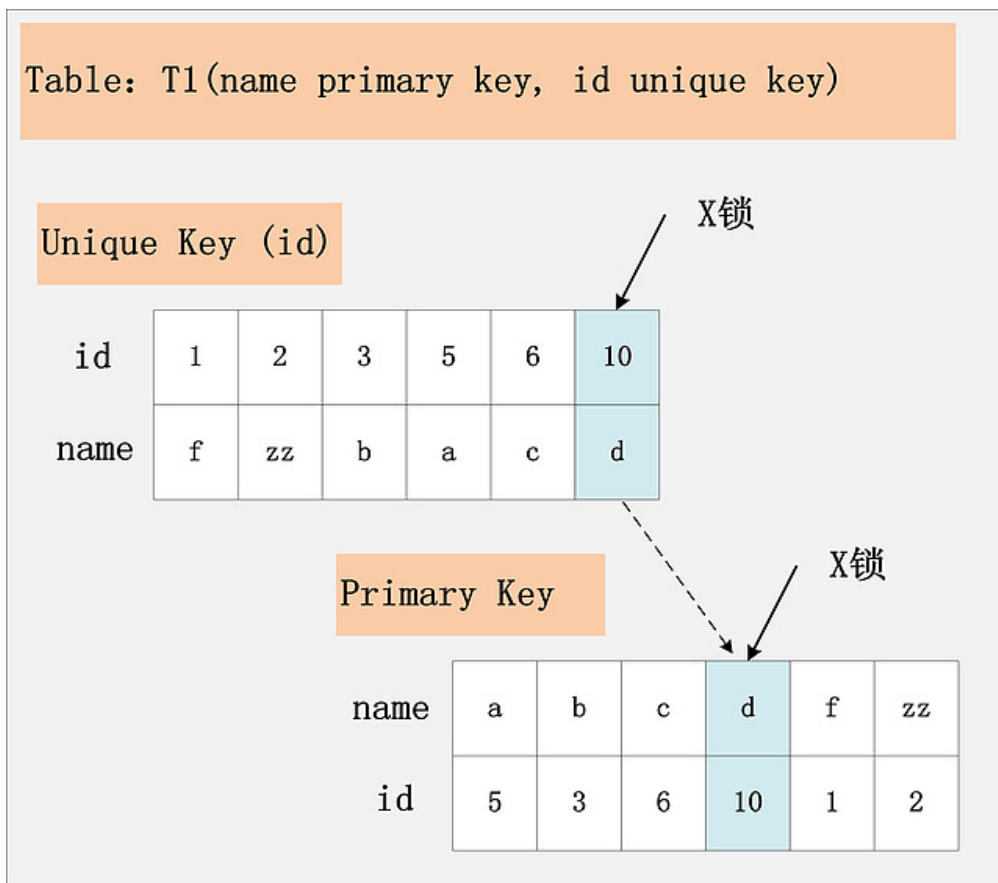 Table: T1(name primary key, id unique key)
X锁
Unique Key (id)
id 1 2 3 5 6 10
name f zz b a c d
X锁
Primary Key
name a b c d f zz
id 5 3 6 10 1 2